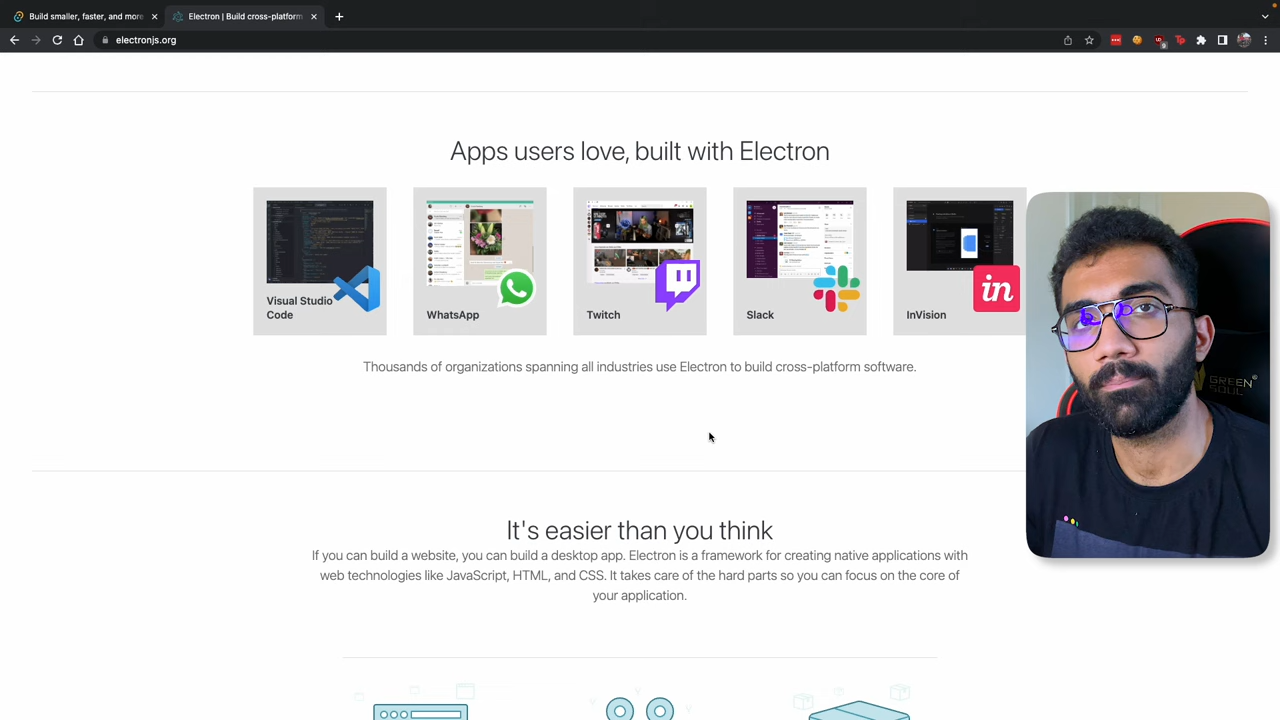 Build smaller, faster, and more
Electron | Build cross-platform
electronjs.org
Apps users love, built with Electron
Visual Studio
Code
WhatsApp
Twitch
Slack
in
InVision
Thousands of organizations spanning all industries use Electron to build cross-platform software.
GREEN
SOUL
It's easier than you think
If you can build a website, you can build a desktop app. Electron is a framework for creating native applications with
web technologies like JavaScript, HTML, and CSS. It takes care of the hard parts so you can focus on the core of
your application.